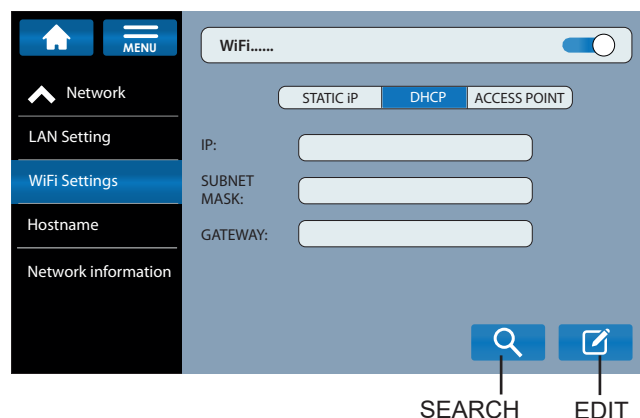 MENU
WiFi......
Network
STATIC iP DHCP ACCESS POINT
LAN Setting
IP:
WiFi Settings
SUBNET
MASK:
Hostname
GATEWAY:
Network information
SEARCH EDIT